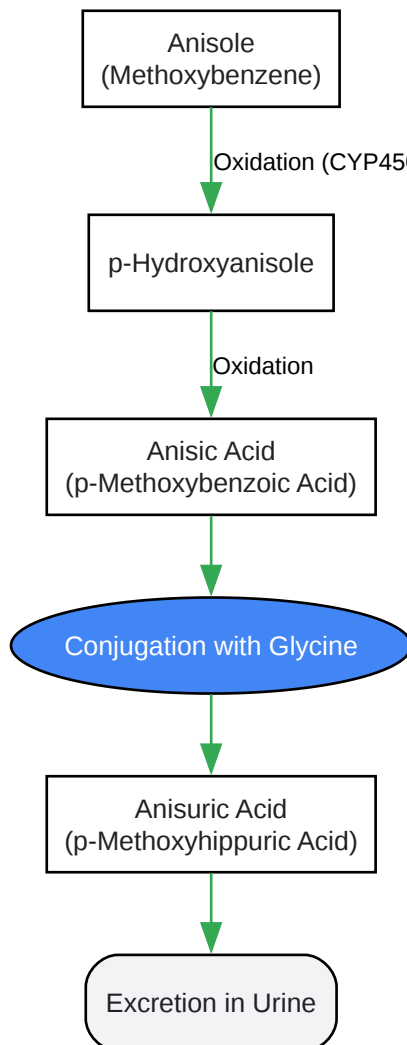 Anisole
(Methoxybenzene)
Oxidation (CYP450
p-Hydroxyanisole
Oxidation
Anisic Acid
(p-Methoxybenzoic Acid)
Conjugation with Glycine
Anisuric Acid
(p-Methoxyhippuric Acid)
Excretion in Urine